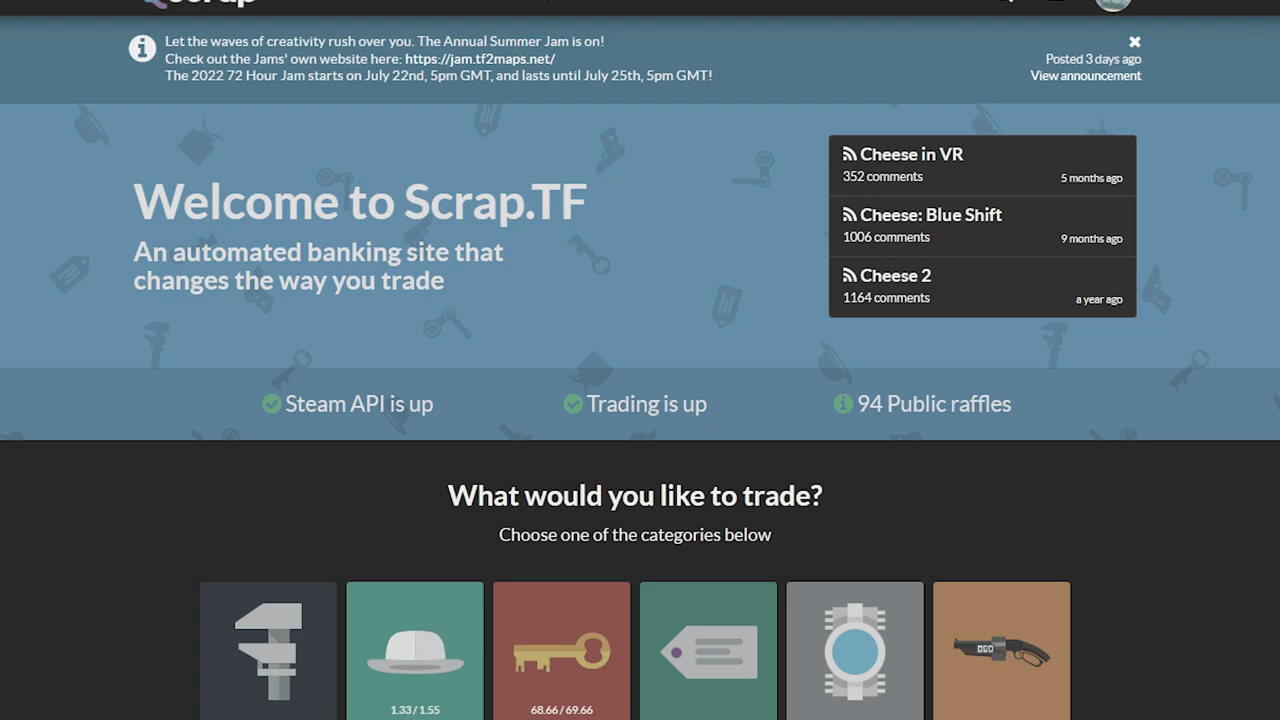 Scrap
Let the waves of creativity rush over you. The Annual Summer Jam is on!
Check out the Jams' own website here: https://jam.tf2maps.net/
The 2022 72 Hour Jam starts on July 22nd, 5pm GMT, and lasts until July 25th, 5pm GMT!
Posted 3 days ago
View announcement
Welcome to Scrap.TF
An automated banking site that
changes the way you trade
Cheese in VR
352 comments
5 months ago
Cheese: Blue Shift
1006 comments
9 months ago
Cheese 2
1164 comments
a year ago
Steam API is up
Trading is up
94 Public raffles
What would you like to trade?
Choose one of the categories below
1.33 / 1.55
68.66 / 69.66